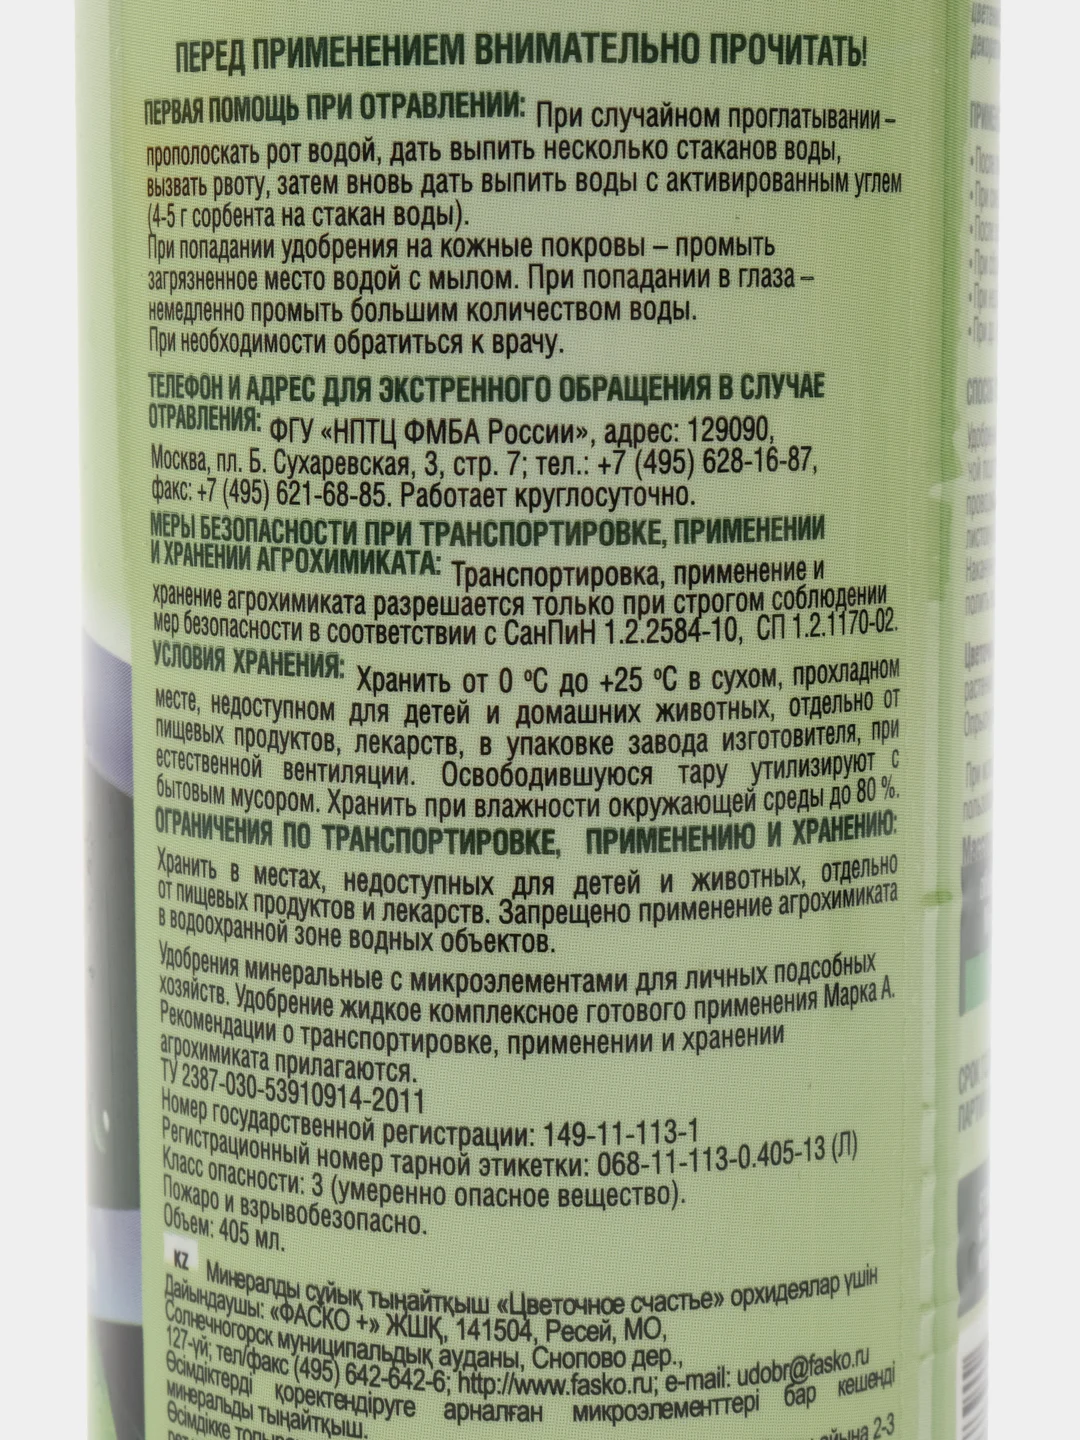 ПЕРЕД ПРИМЕНЕНИЕМ ВНИМАТЕЛЬНО ПРОЧИТАТЬ!
ПЕРВАЯ ПОМОЩЬ ПРИ ОТРАВЛЕНИИ: При случайном проглатывании –
прополоскать рот водой, дать выпить несколько стаканов воды,
вызвать рвоту, затем вновь дать выпить воды с активированным углем
(4-5 г сорбента на стакан воды).
При попадании удобрения на кожные покровы – промыть
загрязненное место водой с мылом. При попадании в глаза –
немедленно промыть большим количеством воды.
При необходимости обратиться к врачу.
ТЕЛЕФОН И АДРЕС ДЛЯ ЭКСТРЕННОГО ОБРАЩЕНИЯ В СЛУЧАЕ
ОТРАВЛЕНИЯ: ФГУ «НПТЦ ФМБА России», адрес: 129090,
Москва, пл. Б. Сухаревская, 3, стр. 7; тел.: +7 (495) 628-16-87,
факс: +7 (495) 621-68-85. Работает круглосуточно.
МЕРЫ БЕЗОПАСНОСТИ ПРИ ТРАНСПОРТИРОВКЕ, ПРИМЕНЕНИИ
И ХРАНЕНИИ АГРОХИМИКАТА: Транспортировка, применение и
хранение агрохимиката разрешается только при строгом соблюдении
мер безопасности в соответствии с СанПиН 1.2.2584-10, СП 1.2.1170-02.
УСЛОВИЯ ХРАНЕНИЯ: Хранить от 0 ºС до +25 ºС в сухом, прохладном
месте, недоступном для детей и домашних животных, отдельно от
пищевых продуктов, лекарств, в упаковке завода изготовителя, при
естественной вентиляции. Освободившуюся тару утилизируют с
бытовым мусором. Хранить при влажности окружающей среды до 80 %.
ОГРАНИЧЕНИЯ ПО ТРАНСПОРТИРОВКЕ, ПРИМЕНЕНИЮ И ХРАНЕНИЮ:
Хранить в местах, недоступных для детей и животных, отдельно
от пищевых продуктов и лекарств. Запрещено применение агрохимиката
в водоохранной зоне водных объектов.
Удобрения минеральные с микроэлементами для личных подсобных
хозяйств. Удобрение жидкое комплексное готового применения Марка А.
Рекомендации о транспортировке, применении и хранении
агрохимиката прилагаются.
ТУ 2387-030-53910914-2011
Номер государственной регистрации: 149-11-113-1
Регистрационный номер тарной этикетки: 068-11-113-0.405-13 (Л)
Класс опасности: 3 (умеренно опасное вещество).
Пожаро и взрывобезопасно.
Объем: 405 мл.
KZ Минералды сұйық тыңайтқыш «Цветочное счастье» орхидеялар үшін
Дайындаушы: «ФАСКО +» ЖШҚ, 141504, Ресей, МО,
Солнечногорск муниципальдық ауданы, Снопово дер.,
127-үй; тел/факс (495) 642-642-6; http://www.fasko.ru; e-mail: udobr@fasko.ru
Өсімдіктерді қоректендіруге арналған микроэлементтері бар кешенді
минеральды тыңайтқыш.
Өсімдікке 2-3